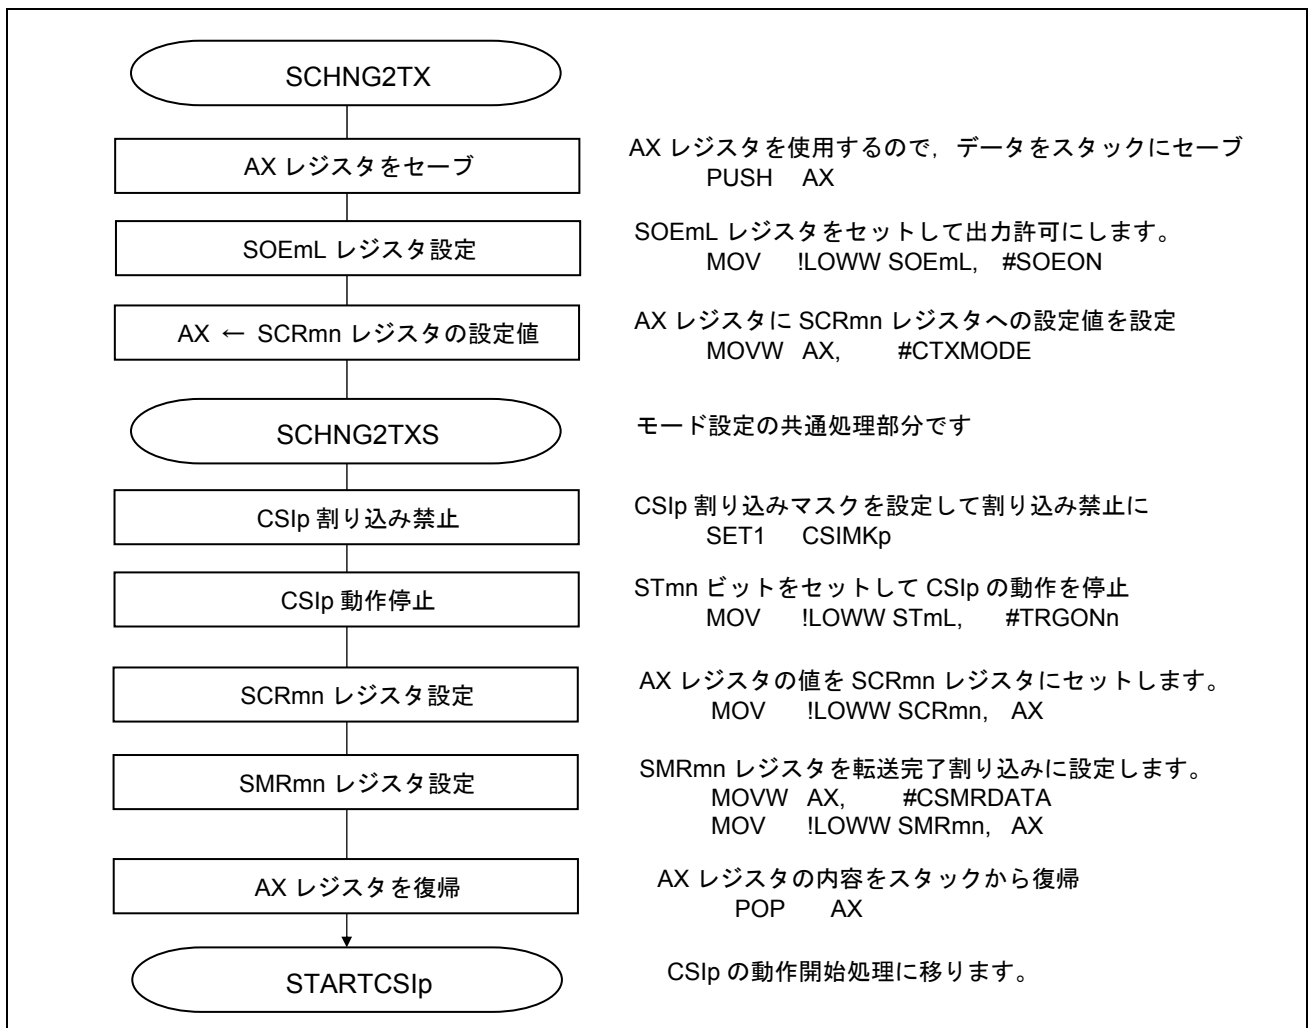 SCHNG2TX
AX レジスタをセーブ
AX レジスタを使用するので，データをスタックにセーブ
PUSH AX
SOEmL レジスタ設定
SOEmL レジスタをセットして出力許可にします。
MOV !LOWW SOEmL, #SOEON
AX ← SCRmn レジスタの設定値
AX レジスタに SCRmn レジスタへの設定値を設定
MOVW AX, #CTXMODE
SCHNG2TXS
モード設定の共通処理部分です
CSIp 割り込み禁止
CSIp 割り込みマスクを設定して割り込み禁止に
SET1 CSIMKp
CSIp 動作停止
STmn ビットをセットして CSIp の動作を停止
MOV !LOWW STmL, #TRGONn
SCRmn レジスタ設定
AX レジスタの値を SCRmn レジスタにセットします。
MOV !LOWW SCRmn, AX
SMRmn レジスタ設定
SMRmn レジスタを転送完了割り込みに設定します。
MOVW AX, #CSMRDATA
MOV !LOWW SMRmn, AX
AX レジスタを復帰
AX レジスタの内容をスタックから復帰
POP AX
STARTCSIp
CSIp の動作開始処理に移ります。